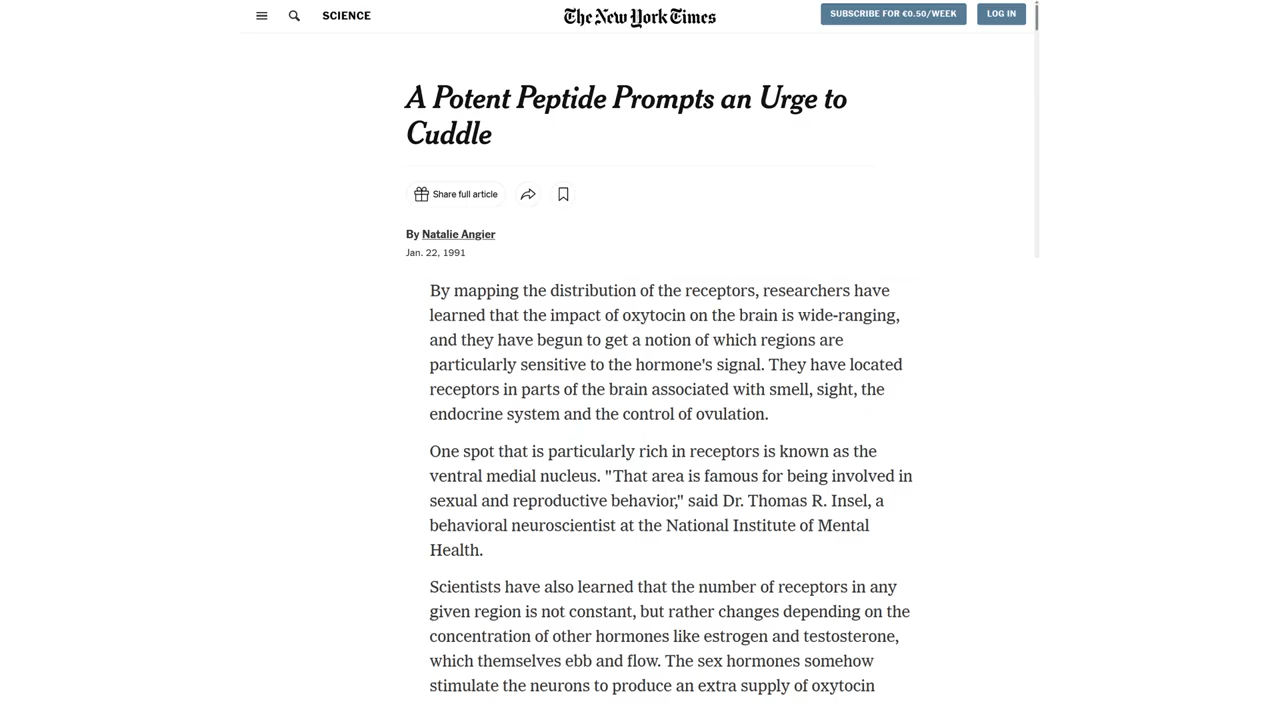 SCIENCE
The New York Times
SUBSCRIBE FOR €0.50/WEEK
LOG IN
A Potent Peptide Prompts an Urge to
Cuddle
Share full article
By Natalie Angier
Jan. 22, 1991
By mapping the distribution of the receptors, researchers have
learned that the impact of oxytocin on the brain is wide-ranging,
and they have begun to get a notion of which regions are
particularly sensitive to the hormone's signal. They have located
receptors in parts of the brain associated with smell, sight, the
endocrine system and the control of ovulation.
One spot that is particularly rich in receptors is known as the
ventral medial nucleus. "That area is famous for being involved in
sexual and reproductive behavior," said Dr. Thomas R. Insel, a
behavioral neuroscientist at the National Institute of Mental
Health.
Scientists have also learned that the number of receptors in any
given region is not constant, but rather changes depending on the
concentration of other hormones like estrogen and testosterone,
which themselves ebb and flow. The sex hormones somehow
stimulate the neurons to produce an extra supply of oxytocin